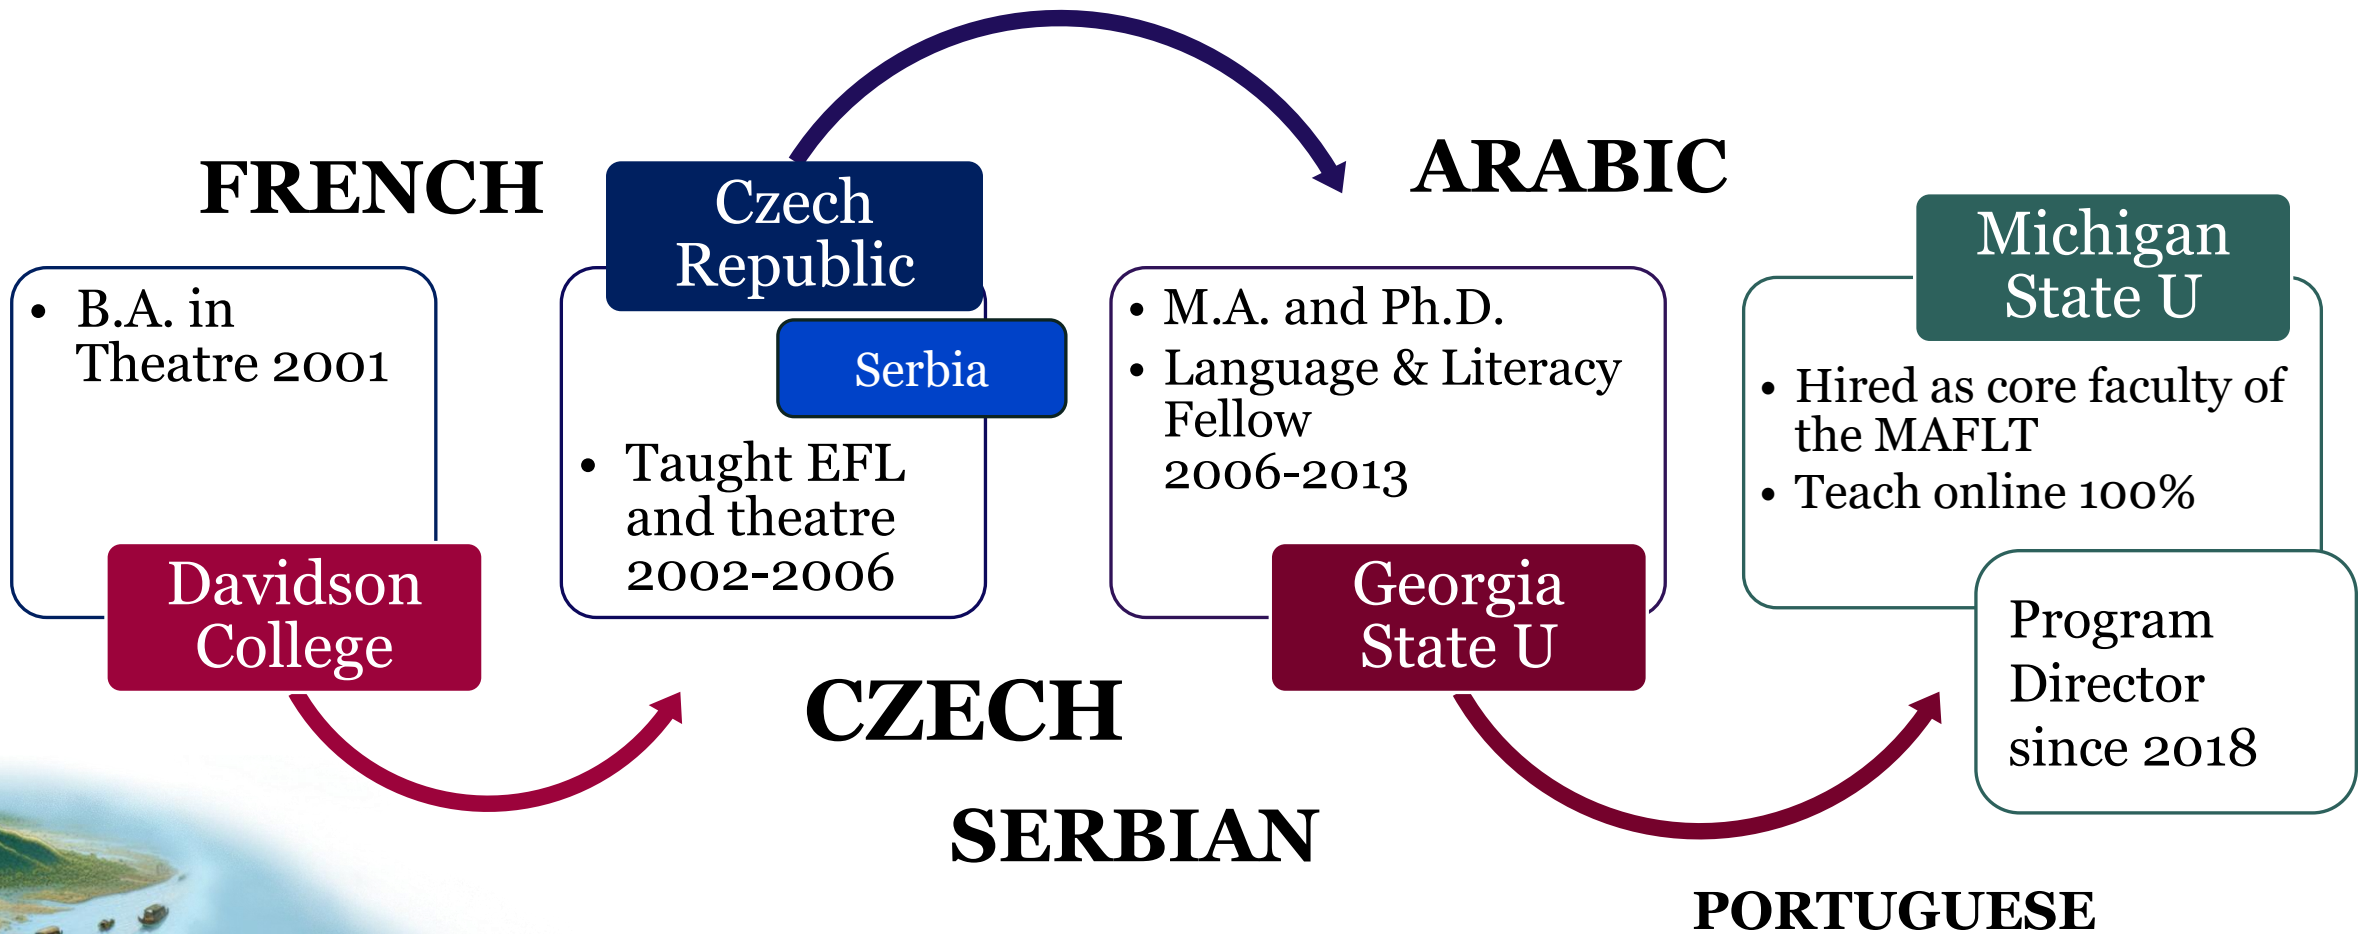 FRENCH
• B.A. in
Theatre 2001
Davidson
College
Czech
Republic
Serbia
• Taught EFL
and theatre
2002-2006
CZECH
SERBIAN
ARABIC
• M.A. and Ph.D.
• Language & Literacy
Fellow
2006-2013
Georgia
State U
Michigan
State U
• Hired as core faculty of
the MAFLT
• Teach online 100%
Program
Director
since 2018
PORTUGUESE